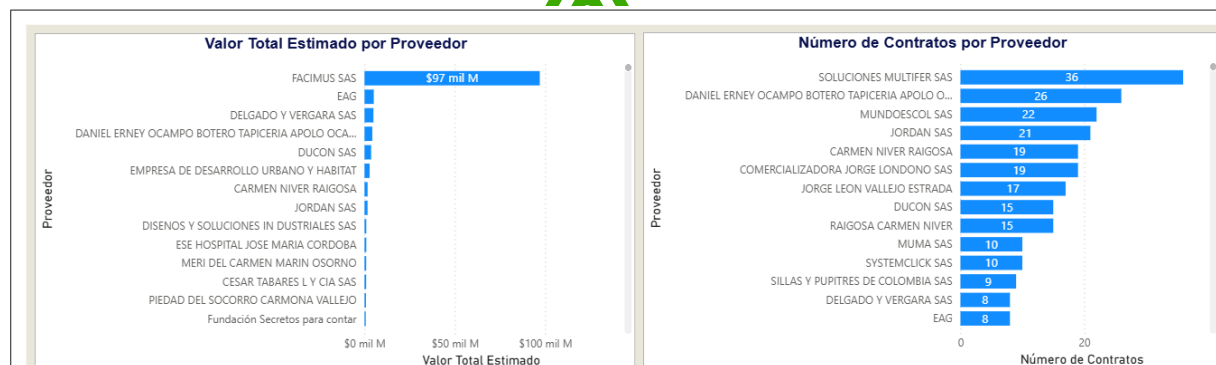 Valor Total Estimado por Proveedor
FACIMUS SAS
$97 mil M
EAG
DELGADO Y VERGARA SAS
DANIEL ERNEY OCAMPO BOTERO TAPICERIA APOLO OCA...
DUCON SAS
EMPRESA DE DESARROLLO URBANO Y HABITAT
CARMEN NIVER RAIGOSA
JORDAN SAS
DISENOS Y SOLUCIONES IN DUSTRIALES SAS
ESE HOSPITAL JOSE MARIA CORDOBA
MERI DEL CARMEN MARIN OSORNO
CESAR TABARES L Y CIA SAS
PIEDAD DEL SOCORRO CARMONA VALLEJO
Fundación Secretos para contar
Proveedor
$0 mil M $50 mil M $100 mil M
Valor Total Estimado
Número de Contratos por Proveedor
SOLUCIONES MULTIFER SAS 36
DANIEL ERNEY OCAMPO BOTERO TAPICERIA APOLO O... 26
MUNDOESCOL SAS 22
JORDAN SAS 21
CARMEN NIVER RAIGOSA 19
COMERCIALIZADORA JORGE LONDONO SAS 19
JORGE LEON VALLEJO ESTRADA 17
DUCON SAS 15
RAIGOSA CARMEN NIVER 15
MUMA SAS 10
SYSTEMCLICK SAS 10
SILLAS Y PUPITRES DE COLOMBIA SAS 9
DELGADO Y VERGARA SAS 8
EAG 8
Proveedor
0 20
Número de Contratos